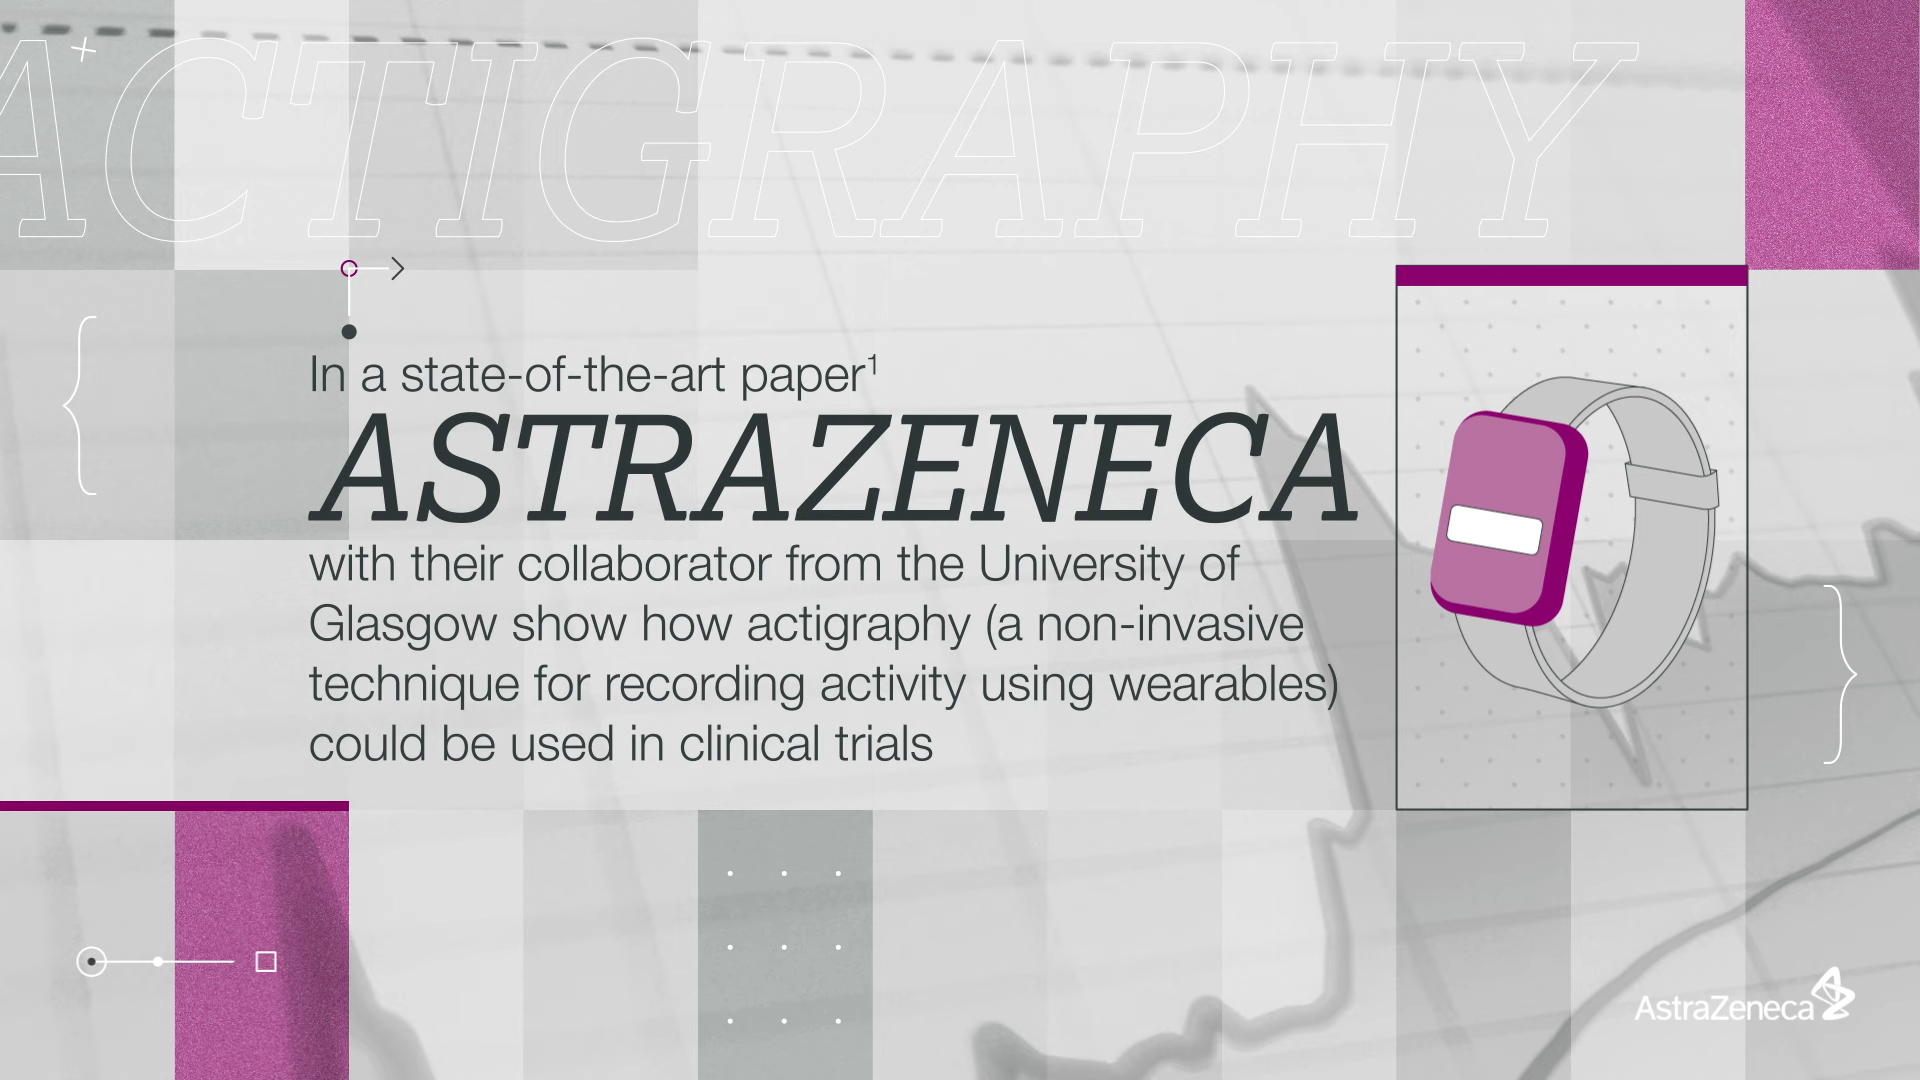 ACTIGRAPHY
In a state-of-the-art paper¹
ASTRAZENECA
with their collaborator from the University of
Glasgow show how actigraphy (a non-invasive
technique for recording activity using wearables)
could be used in clinical trials
AstraZeneca